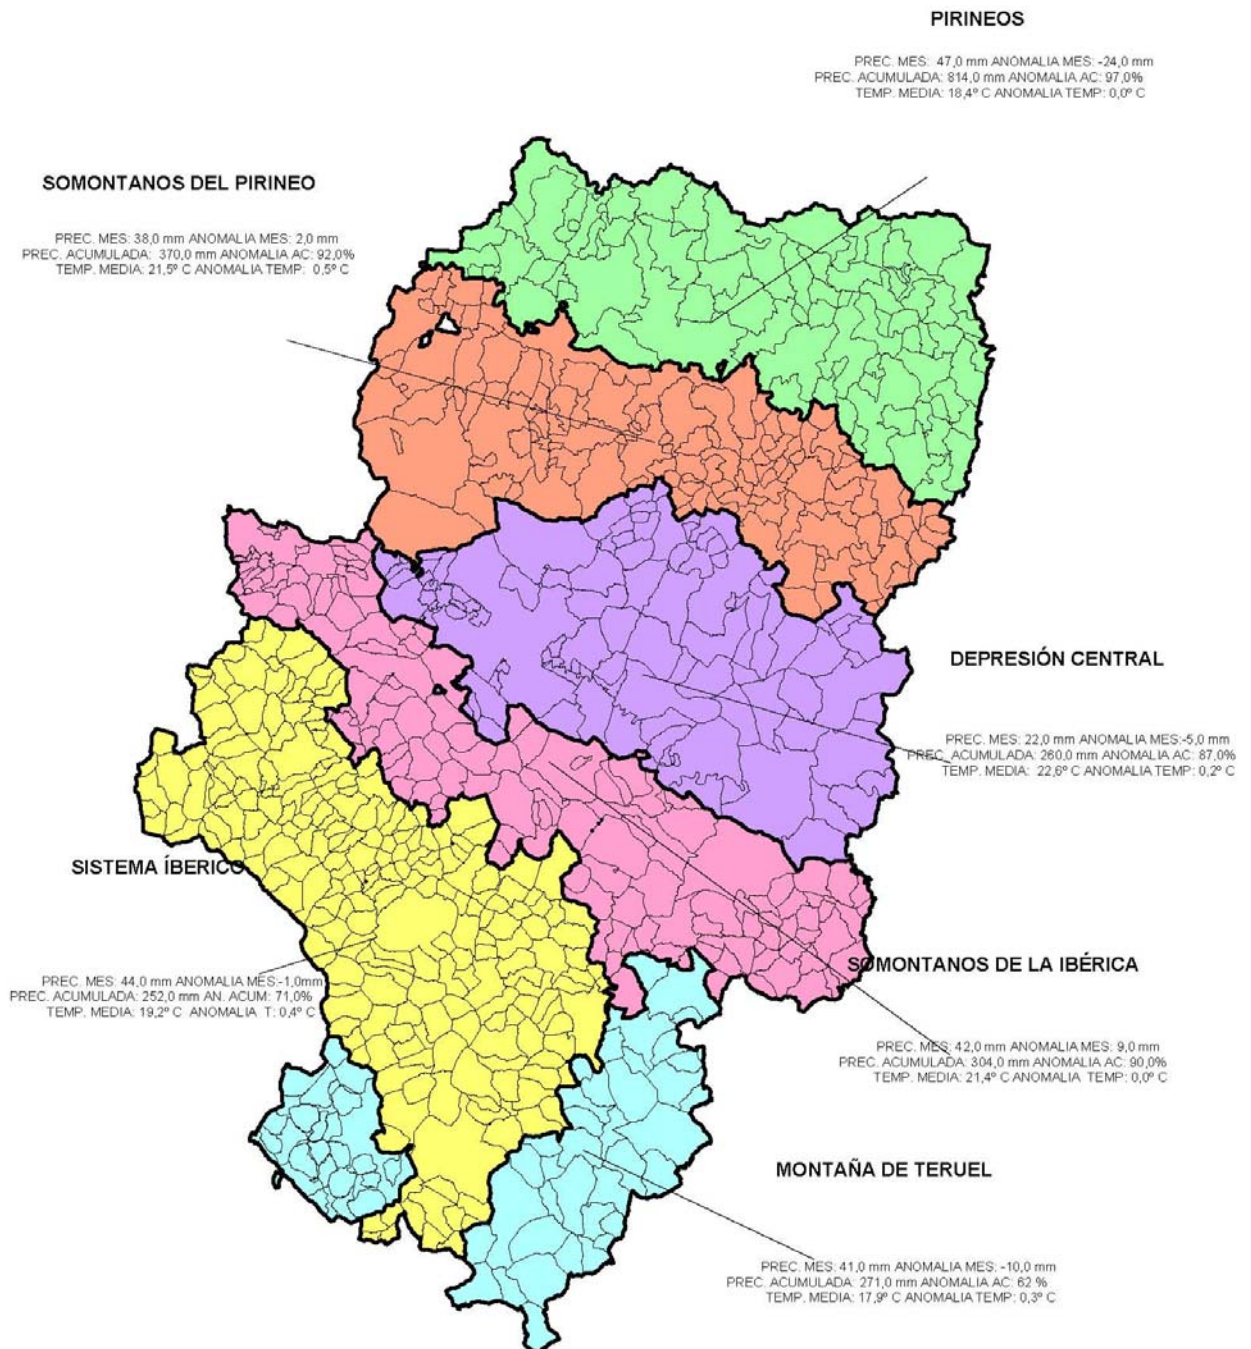 PIRINEOS
PREC. MES: 47,0 mm ANOMALIA MES: -24,0 mm
PREC. ACUMULADA: 814,0 mm ANOMALIA AC: 97,0%
TEMP. MEDIA: 18,4º C ANOMALIA TEMP: 0,0º C
SOMONTANOS DEL PIRINEO
PREC. MES: 38,0 mm ANOMALIA MES: 2,0 mm
PREC. ACUMULADA: 370,0 mm ANOMALIA AC: 92,0%
TEMP. MEDIA: 21,5º C ANOMALIA TEMP: 0,5º C
DEPRESIÓN CENTRAL
PREC. MES: 22,0 mm ANOMALIA MES:-5,0 mm
PREC. ACUMULADA: 260,0 mm ANOMALIA AC: 87,0%
TEMP. MEDIA: 22,6º C ANOMALIA TEMP: 0,2º C
SISTEMA ÍBERICO
PREC. MES: 44,0 mm ANOMALIA MES:-1,0mm
PREC. ACUMULADA: 252,0 mm AN. ACUM: 71,0%
TEMP. MEDIA: 19,2º C ANOMALIA T: 0,4º C
SOMONTANOS DE LA IBÉRICA
PREC. MES: 42,0 mm ANOMALIA MES: 9,0 mm
PREC. ACUMULADA: 304,0 mm ANOMALIA AC: 90,0%
TEMP. MEDIA: 21,4º C ANOMALIA TEMP: 0,0º C
MONTAÑA DE TERUEL
PREC. MES: 41,0 mm ANOMALIA MES: -10,0 mm
PREC. ACUMULADA: 271,0 mm ANOMALIA AC: 62 %
TEMP. MEDIA: 17,9º C ANOMALIA TEMP: 0,3º C